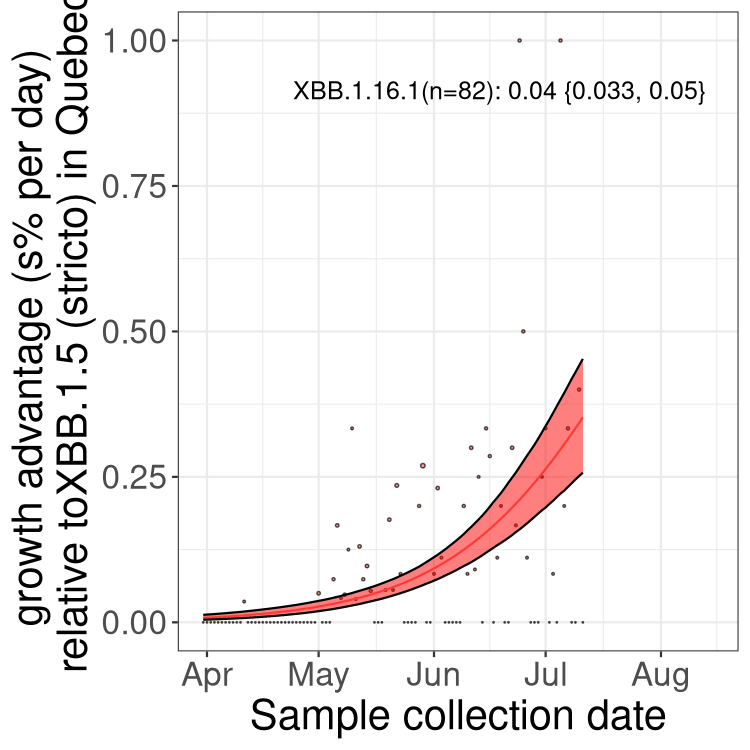 growth advantage (s% per day)
relative toXBB.1.5 (stricto) in Quebec
1.00
0.75
0.50
0.25
0.00
XBB.1.16.1(n=82): 0.04 {0.033, 0.05}
Apr May Jun Jul Aug
Sample collection date